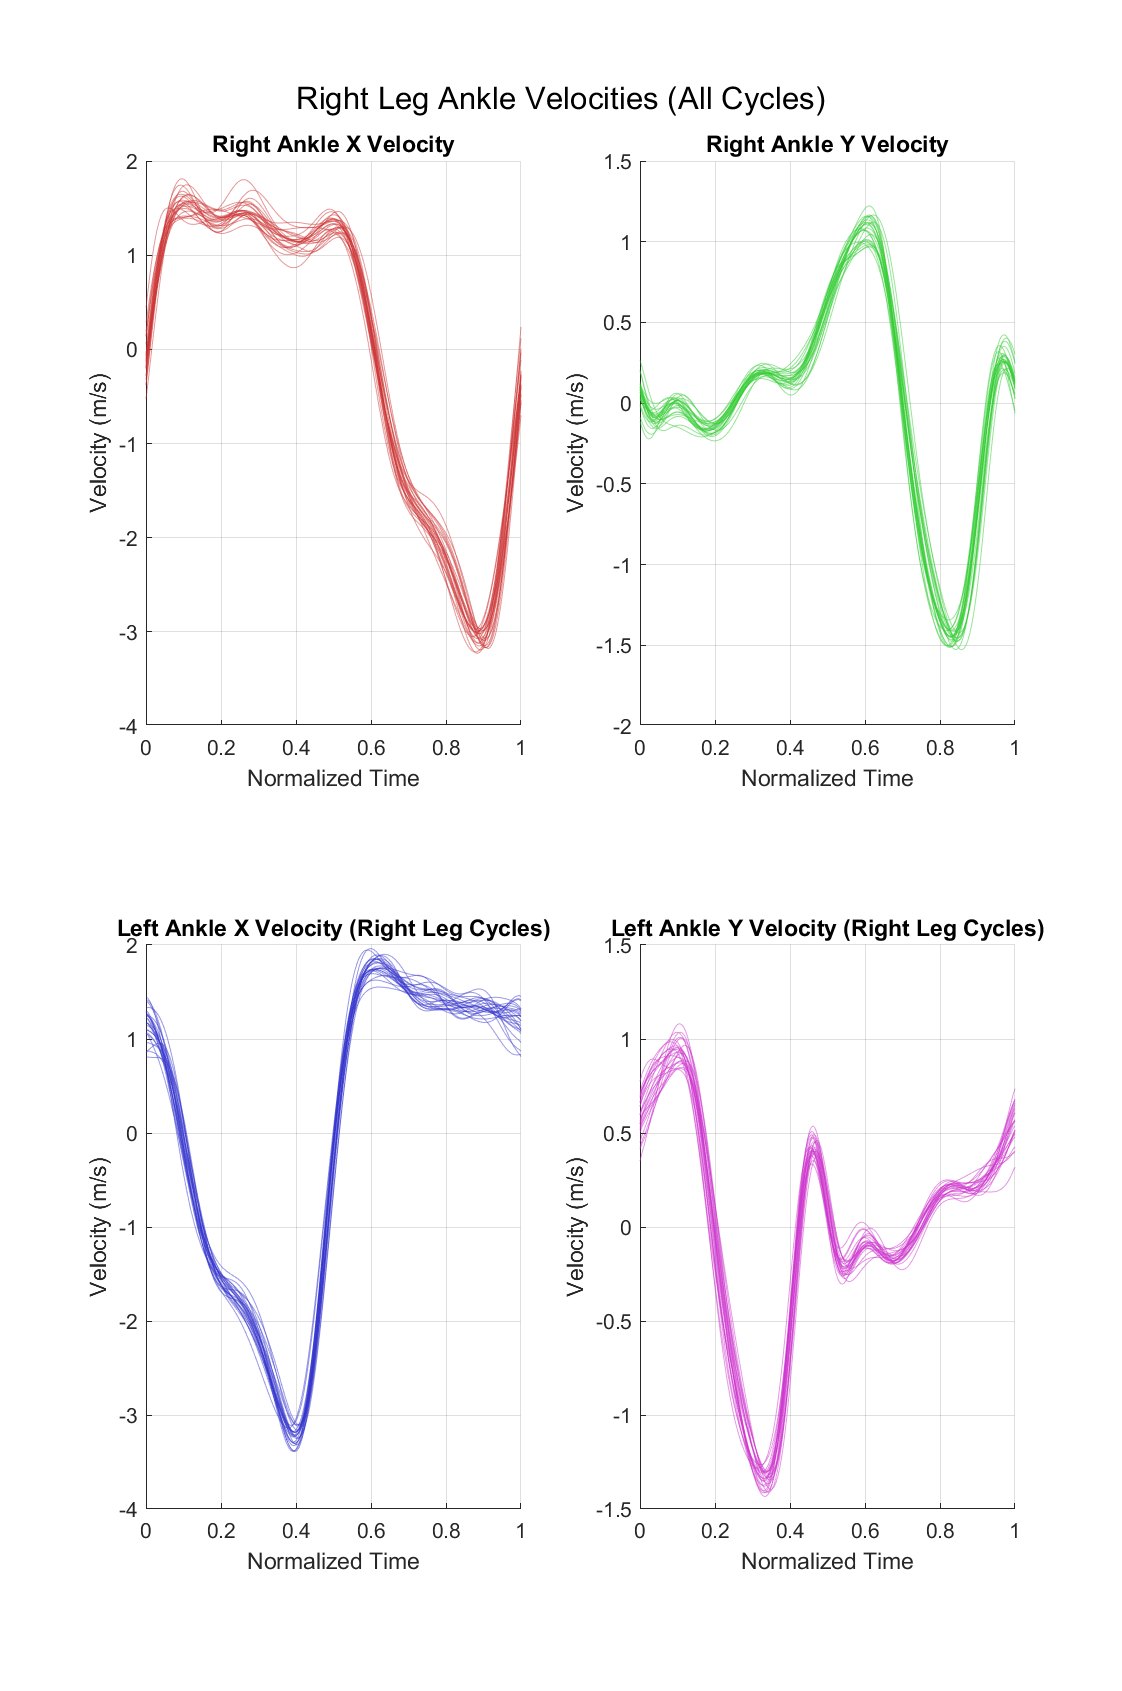 Right Leg Ankle Velocities (All Cycles)
Right Ankle X Velocity
2
1
0
-1
-2
-3
-4
Velocity (m/s)
0 0.2 0.4 0.6 0.8 1
Normalized Time
Right Ankle Y Velocity
1.5
1
0.5
0
-0.5
-1
-1.5
-2
Velocity (m/s)
0 0.2 0.4 0.6 0.8 1
Normalized Time
Left Ankle X Velocity (Right Leg Cycles)
2
1
0
-1
-2
-3
-4
Velocity (m/s)
0 0.2 0.4 0.6 0.8 1
Normalized Time
Left Ankle Y Velocity (Right Leg Cycles)
1.5
1
0.5
0
-0.5
-1
-1.5
Velocity (m/s)
0 0.2 0.4 0.6 0.8 1
Normalized Time